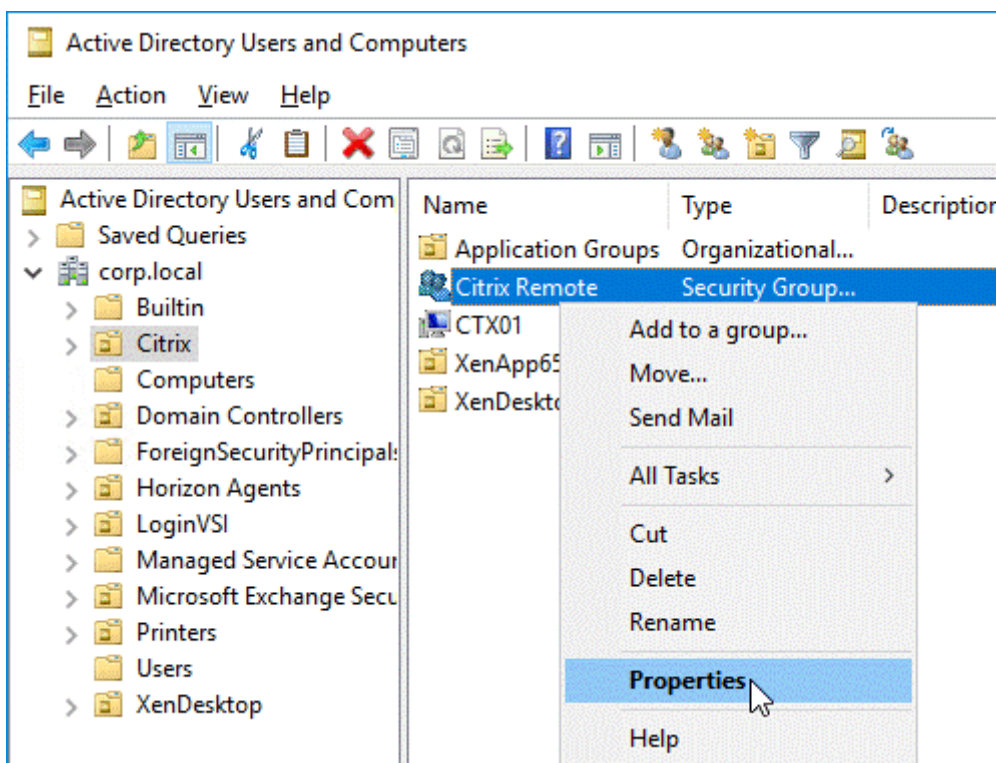 Active Directory Users and Computers
File Action View Help
Active Directory Users and Com
Saved Queries
corp.local
Builtin
Citrix
Computers
Domain Controllers
ForeignSecurityPrincipals
Horizon Agents
LoginVSI
Managed Service Accour
Microsoft Exchange Secu
Printers
Users
XenDesktop
Name Type Description
Application Groups Organizational...
Citrix Remote Security Group...
CTX01
XenApp65
XenDeskto
Add to a group...
Move...
Send Mail
All Tasks
Cut
Delete
Rename
Properties
Help